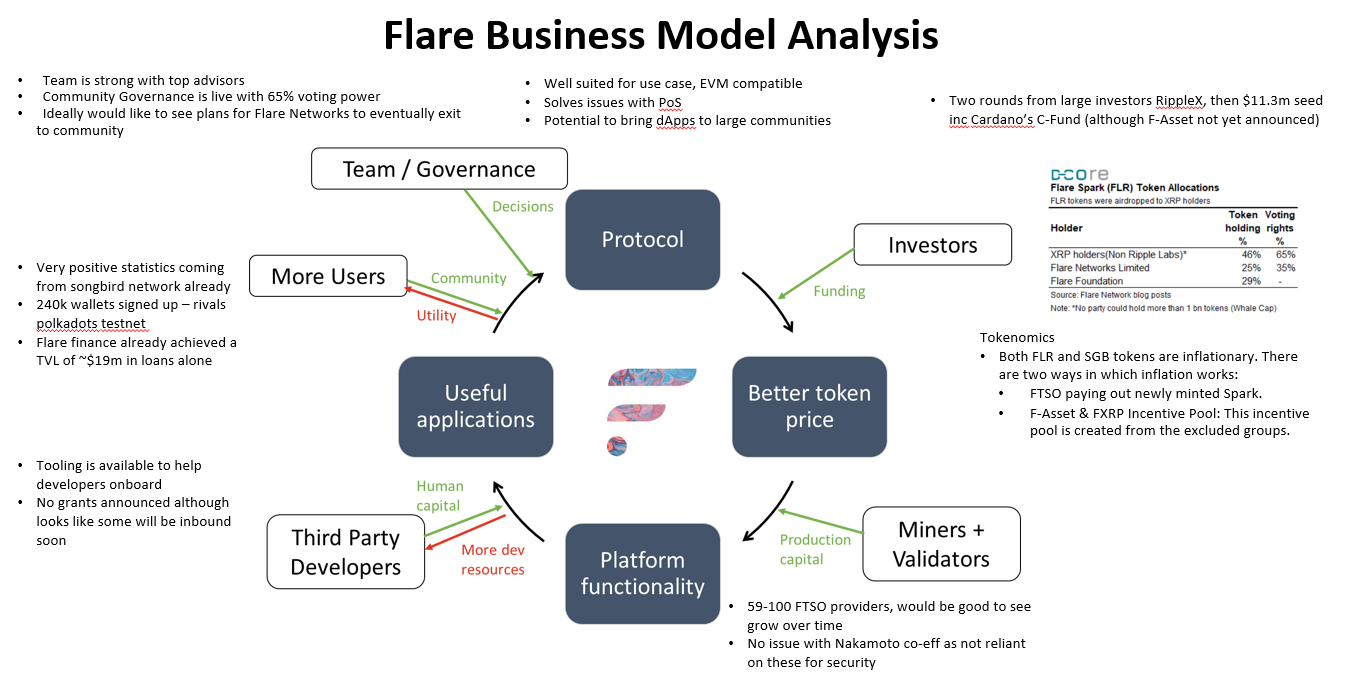 Flare Business Model Analysis
• Team is strong with top advisors
• Community Governance is live with 65% voting power
• Ideally would like to see plans for Flare Networks to eventually exit
to community
• Well suited for use case, EVM compatible
• Solves issues with PoS
• Potential to bring dApps to large communities
• Two rounds from large investors RippleX, then $11.3m seed
inc Cardano's C-Fund (although F-Asset not yet announced)
Team / Governance
Decisions
Protocol
Investors
Funding
More Users
Community
Utility
• Very positive statistics coming
from songbird network already
• 240k wallets signed up – rivals
polkadots testnet
• Flare finance already achieved a
TVL of ~$19m in loans alone
D-CORE
Flare Spark (FLR) Token Allocations
FLR tokens were airdropped to XRP holders
Holder Token holding % Voting rights %
XRP holders(Non Ripple Labs)* 46% 65%
Flare Networks Limited 25% 35%
Flare Foundation 29% -
Source: Flare Network blog posts
Note: *No party could hold more than 1 bn tokens (Whale Cap)
Tokenomics
• Both FLR and SGB tokens are inflationary. There
are two ways in which inflation works:
• FTSO paying out newly minted Spark.
• F-Asset & FXRP Incentive Pool: This incentive
pool is created from the excluded groups.
Useful
applications
Better token
price
• Tooling is available to help
developers onboard
• No grants announced although
looks like some will be inbound
soon
Human
capital
Third Party
Developers
More dev
resources
Platform
functionality
Production
capital
Miners +
Validators
• 59-100 FTSO providers, would be good to see
grow over time
• No issue with Nakamoto co-eff as not reliant
on these for security